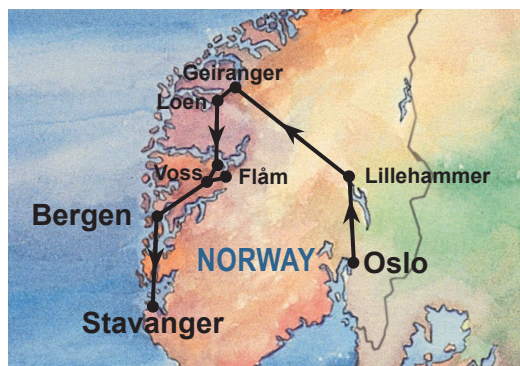 Geiranger
Loen
Voss
Flåm
Lillehammer
Bergen
NORWAY
Oslo
Stavanger